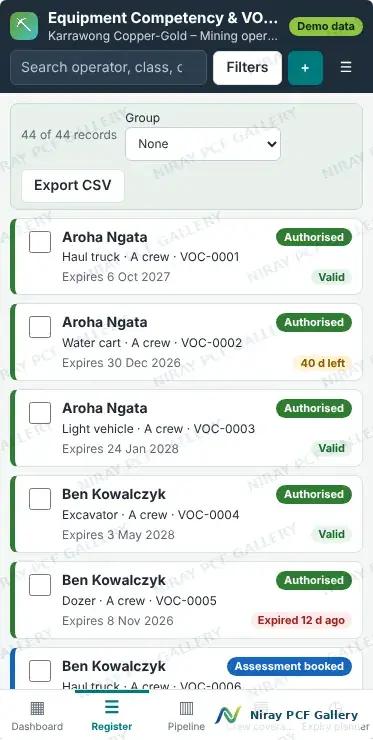 Equipment Competency & VO...
Demo data
Karrawong Copper-Gold – Mining oper...
Search operator, class, c
Filters
+
44 of 44 records
Group
None
Export CSV
Aroha Ngata
Authorised
Haul truck · A crew · VOC-0001
Expires 6 Oct 2027
Valid
Aroha Ngata
Authorised
Water cart · A crew · VOC-0002
Expires 30 Dec 2026
40 d left
Aroha Ngata
Authorised
Light vehicle · A crew · VOC-0003
Expires 24 Jan 2028
Valid
Ben Kowalczyk
Authorised
Excavator · A crew · VOC-0004
Expires 3 May 2028
Valid
Ben Kowalczyk
Authorised
Dozer · A crew · VOC-0005
Expires 8 Nov 2026
Expired 12 d ago
Ben Kowalczyk
Assessment booked
Haul truck · A crew · VOC-0006
Dashboard
Register
Pipeline
Niray PCF Gallery
NIRAY PCF GALLERY